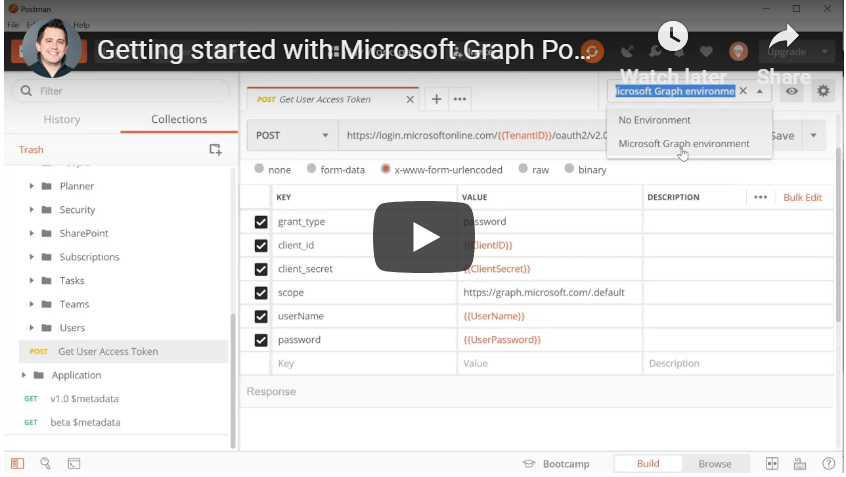 Postman
File
Help
Getting started with Microsoft Graph Po...
Upgrade
Watch later
Share
Filter
History
Collections
Trash
POST Get User Access Token
icrosoft Graph environme
No Environment
Microsoft Graph environment
POST
https://login.microsoftonline.com/{{TenantID}}/oauth2/v2.0
Save
none
form-data
x-www-form-urlencoded
raw
binary
KEY
VALUE
DESCRIPTION
Bulk Edit
grant_type
password
client_id
{{ClientID}}
client_secret
{{ClientSecret}}
scope
https://graph.microsoft.com/.default
userName
{{UserName}}
password
{{UserPassword}}
Key
Value
Description
Response
People
Planner
Security
SharePoint
Subscriptions
Tasks
Teams
Users
POST Get User Access Token
Application
GET v1.0 $metadata
GET beta $metadata
Bootcamp
Build
Browse